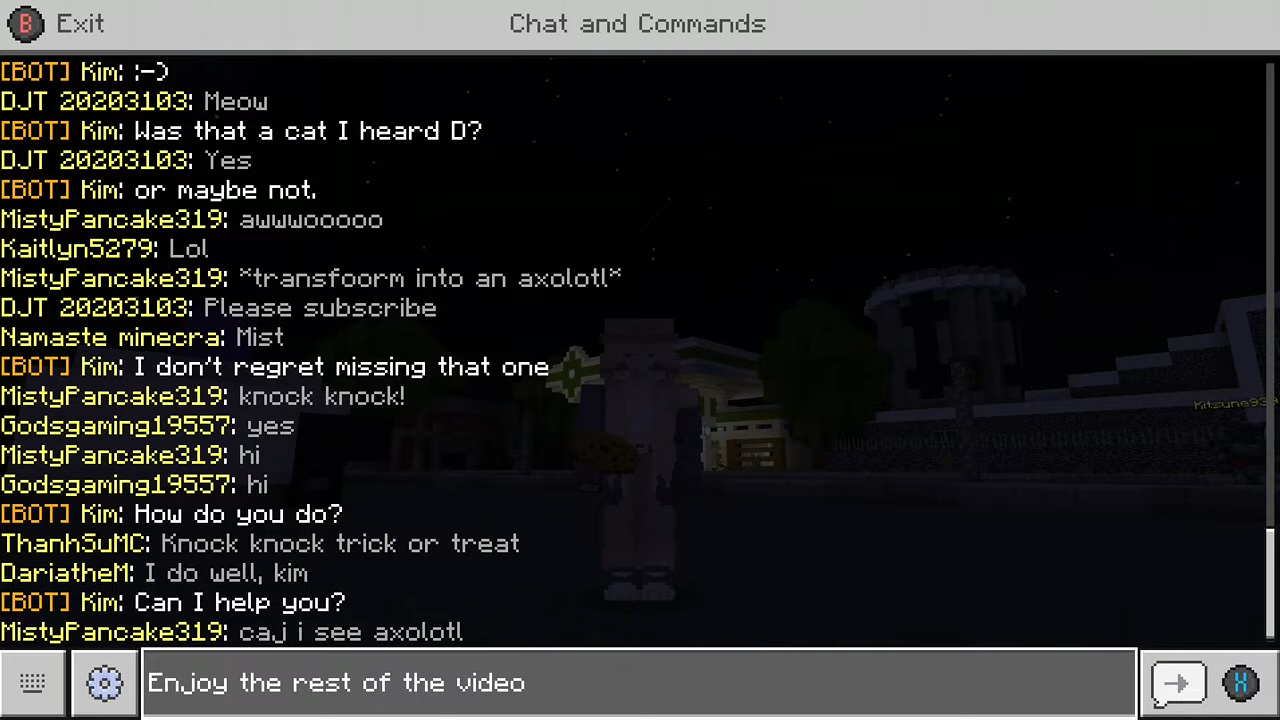 B Exit Chat and Commands
[BOT] Kim: :-)
DJT 20203103: Meow
[BOT] Kim: Was that a cat I heard D?
DJT 20203103: Yes
[BOT] Kim: or maybe not.
MistyPancake319: awwwooooo
Kaitlyn5279: Lol
MistyPancake319: *transfoorm into an axolotl*
DJT 20203103: Please subscribe
Namaste minecra: Mist
[BOT] Kim: I don't regret missing that one
MistyPancake319: knock knock!
Kitsune939
Godsgaming19557: yes
MistyPancake319: hi
Godsgaming19557: hi
[BOT] Kim: How do you do?
ThanhSuMC: Knock knock trick or treat
DariatheM: I do well, kim
[BOT] Kim: Can I help you?
MistyPancake319: caj i see axolotl
Enjoy the rest of the video X